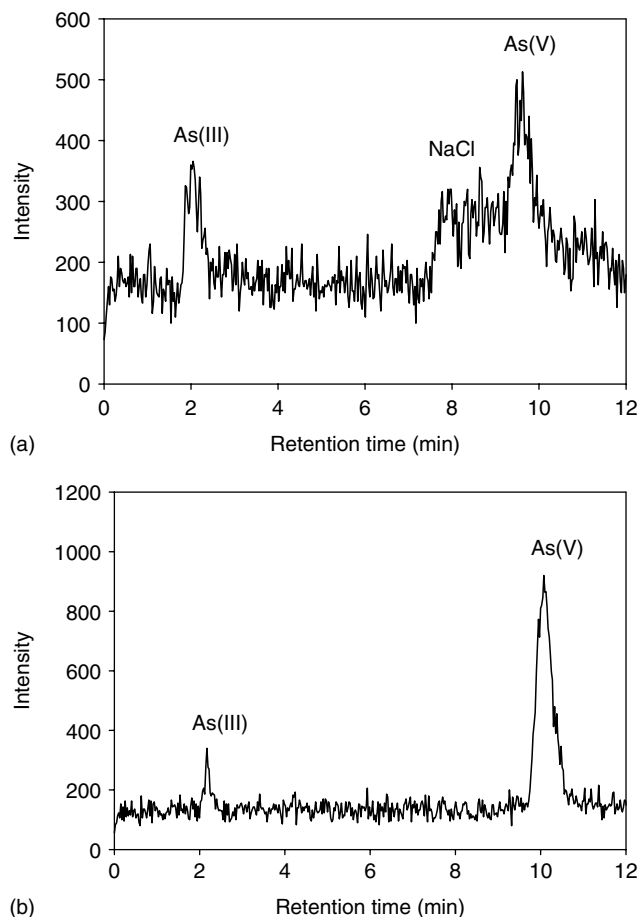 600
500
400
300
200
100
0
Intensity
As(III)
NaCl
As(V)
0 2 4 6 8 10 12
(a) Retention time (min)
1200
1000
800
600
400
200
0
Intensity
As(III)
As(V)
0 2 4 6 8 10 12
(b) Retention time (min)